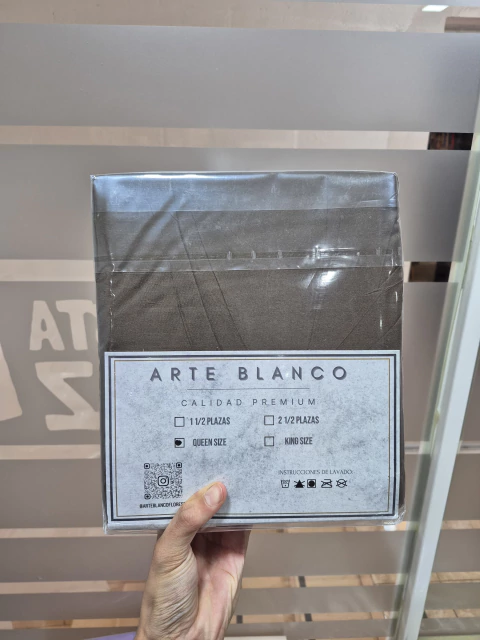 ARTE BLANCO
CALIDAD PREMIUM
1 1/2 PLAZAS
2 1/2 PLAZAS
QUEEN SIZE
KING SIZE
INSTRUCCIONES DE LAVADO: